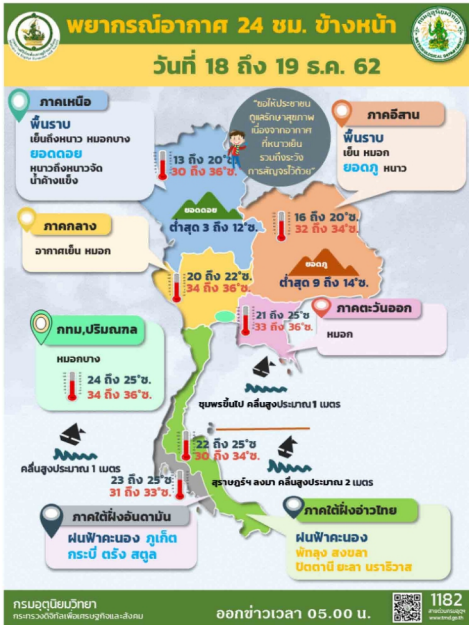 พยากรณ์อากาศ 24 ชม. ข้างหน้า
วันที่ 18 ถึง 19 ธ.ค. 62
ภาคเหนือ
พื้นราบ
เย็นถึงหนาว หมอกบาง
ยอดดอย
หนาวถึงหนาวจัด
น้ำค้างแข็ง
"ขอให้ประชาชน
ดูแลรักษาสุขภาพ
เนื่องจากอากาศ
ที่หนาวเย็น
รวมถึงระวัง
การสัญจรไว้ด้วย"
ภาคอีสาน
พื้นราบ
เย็น หมอก
ยอดภู หนาว
13 ถึง 20°ซ.
30 ถึง 36°ซ.
ยอดดอย
ต่ำสุด 3 ถึง 12°ซ.
16 ถึง 20°ซ.
32 ถึง 34°ซ.
ยอดภู
ต่ำสุด 9 ถึง 14°ซ.
ภาคกลาง
อากาศเย็น หมอก
20 ถึง 22°ซ.
34 ถึง 36°ซ.
21 ถึง 25°ซ
33 ถึง 36°ซ.
ภาคตะวันออก
หมอก
กทม,ปริมณฑล
หมอกบาง
24 ถึง 25°ซ.
34 ถึง 36°ซ.
ชุมพรขึ้นไป คลื่นสูงประมาณ 1 เมตร
คลื่นสูงประมาณ 1 เมตร
22 ถึง 25°ซ
30 ถึง 34°ซ.
สุราษฎร์ฯ ลงมา คลื่นสูงประมาณ 2 เมตร
23 ถึง 25°ซ
31 ถึง 33°ซ.
ภาคใต้ฝั่งอันดามัน
ฝนฟ้าคะนอง ภูเก็ต
กระบี่ ตรัง สตูล
ภาคใต้ฝั่งอ่าวไทย
ฝนฟ้าคะนอง
พัทลุง สงขลา
ปัตตานี ยะลา นราธิวาส
กรมอุตุนิยมวิทยา
กระทรวงดิจิทัลเพื่อเศรษฐกิจและสังคม
ออกข่าวเวลา 05.00 น.
1182
สายด่วนกรมอุตุฯ
www.tmd.go.th